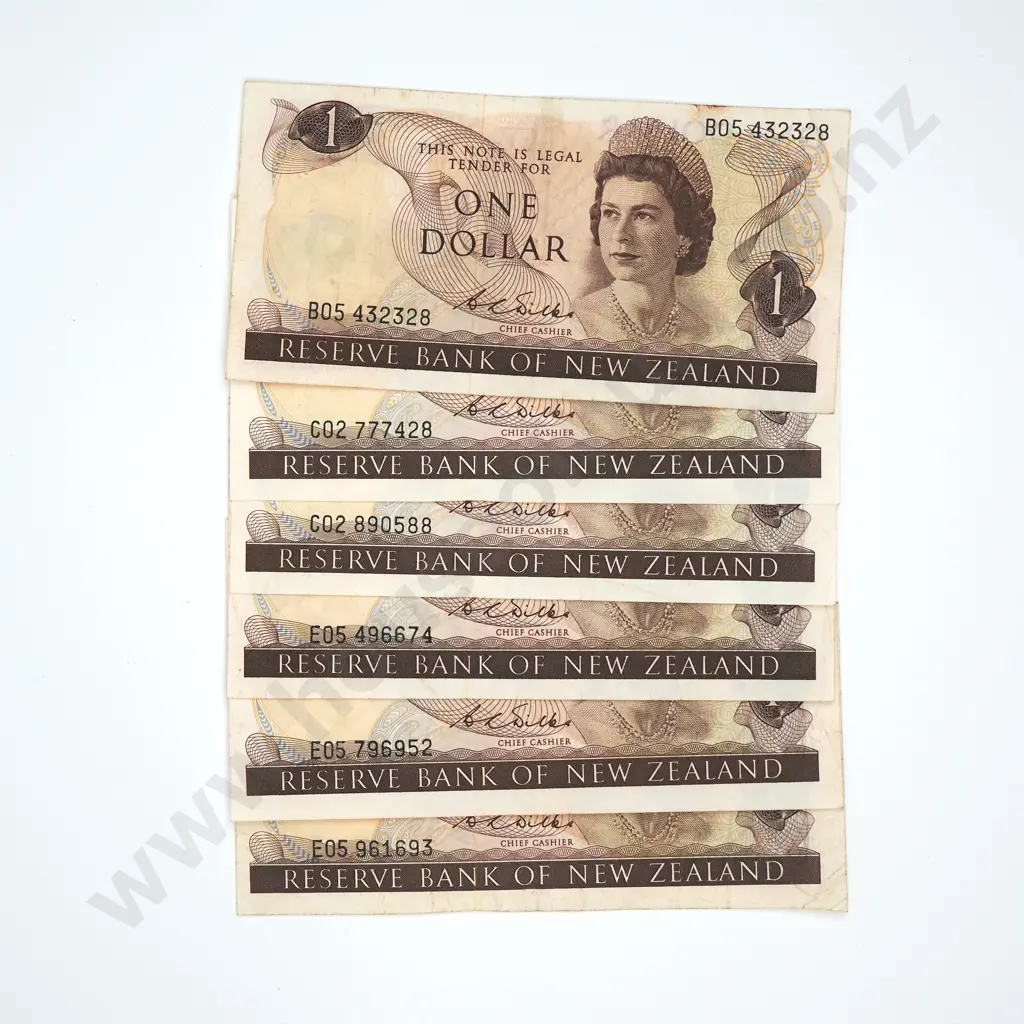 1
B05 432328
THIS NOTE IS LEGAL
TENDER FOR
ONE
DOLLAR
1
B05 432328
CHIEF CASHIER
RESERVE BANK OF NEW ZEALAND
C02 777428
CHIEF CASHIER
RESERVE BANK OF NEW ZEALAND
C02 890588
CHIEF CASHIER
RESERVE BANK OF NEW ZEALAND
E05 496674
CHIEF CASHIER
RESERVE BANK OF NEW ZEALAND
E05 796952
CHIEF CASHIER
RESERVE BANK OF NEW ZEALAND
E05 961693
CHIEF CASHIER
RESERVE BANK OF NEW ZEALAND